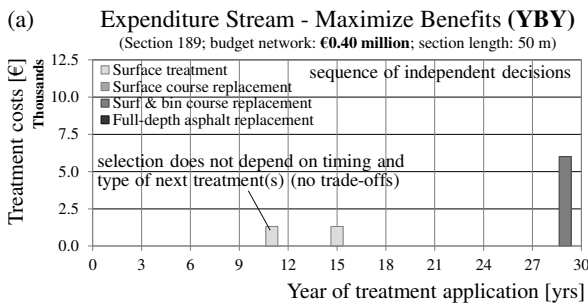 (a) Expenditure Stream - Maximize Benefits (YBY)
(Section 189; budget network: €0.40 million; section length: 50 m)
Treatment costs [€]
Thousands
12.5
10.0
7.5
5.0
2.5
0.0
Surface treatment
Surface course replacement
Surf & bin course replacement
Full-depth asphalt replacement
sequence of independent decisions
selection does not depend on timing and
type of next treatment(s) (no trade-offs)
0 3 6 9 12 15 18 21 24 27 30
Year of treatment application [yrs]